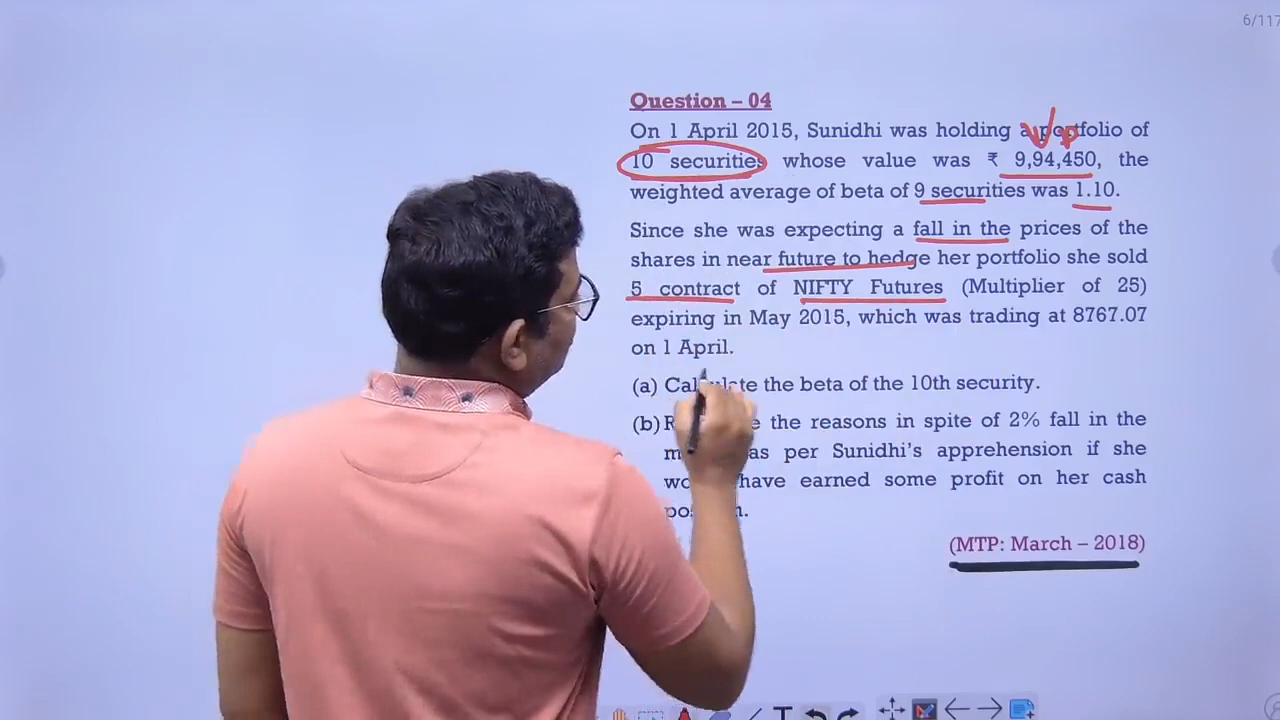 6/117
Question – 04
On 1 April 2015, Sunidhi was holding a portfolio of
10 securities whose value was ₹ 9,94,450, the
weighted average of beta of 9 securities was 1.10.
Since she was expecting a fall in the prices of the
shares in near future to hedge her portfolio she sold
5 contract of NIFTY Futures (Multiplier of 25)
expiring in May 2015, which was trading at 8767.07
on 1 April.
(a) Calculate the beta of the 10th security.
(b) the reasons in spite of 2% fall in the
as per Sunidhi's apprehension if she
have earned some profit on her cash
(MTP: March – 2018)